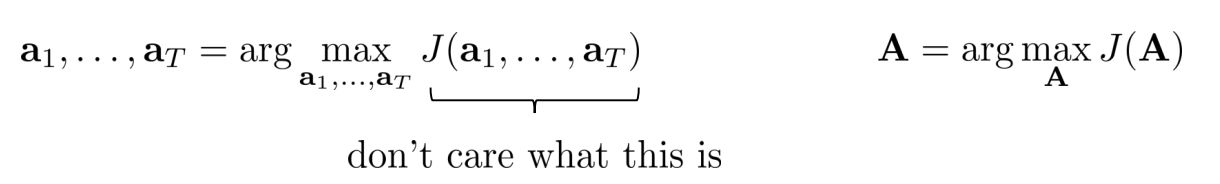 a₁, . . . , a_T = arg max_{a₁,...,a_T} J(a₁, . . . , a_T)
A = arg max_A J(A)
don't care what this is